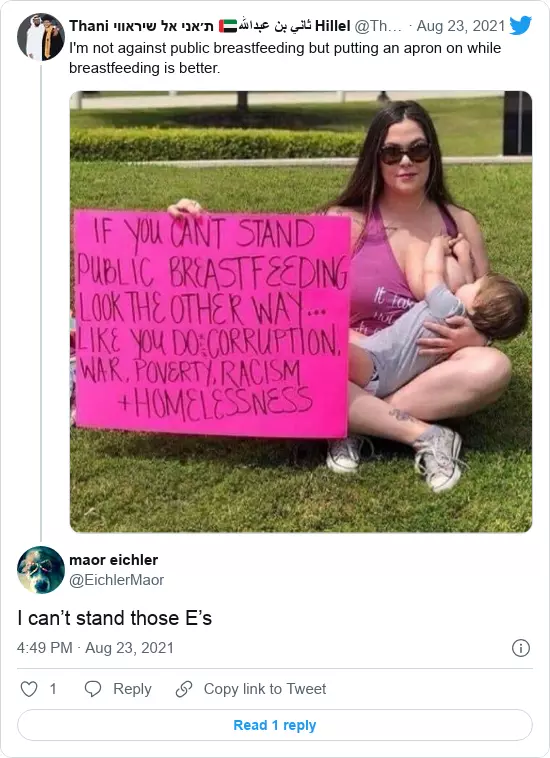 Thani ת׳אני אל שיראווי 🇦🇪ثاني بن عبدالله Hillel @Th… · Aug 23, 2021
I'm not against public breastfeeding but putting an apron on while
breastfeeding is better.
IF YOU CANT STAND
PUBLIC BREASTFEEDING
LOOK THE OTHER WAY...
LIKE YOU DO: CORRUPTION,
WAR, POVERTY, RACISM
+ HOMELESSNESS
It
not
maor eichler
@EichlerMaor
I can’t stand those E’s
4:49 PM · Aug 23, 2021
1 Reply Copy link to Tweet
Read 1 reply